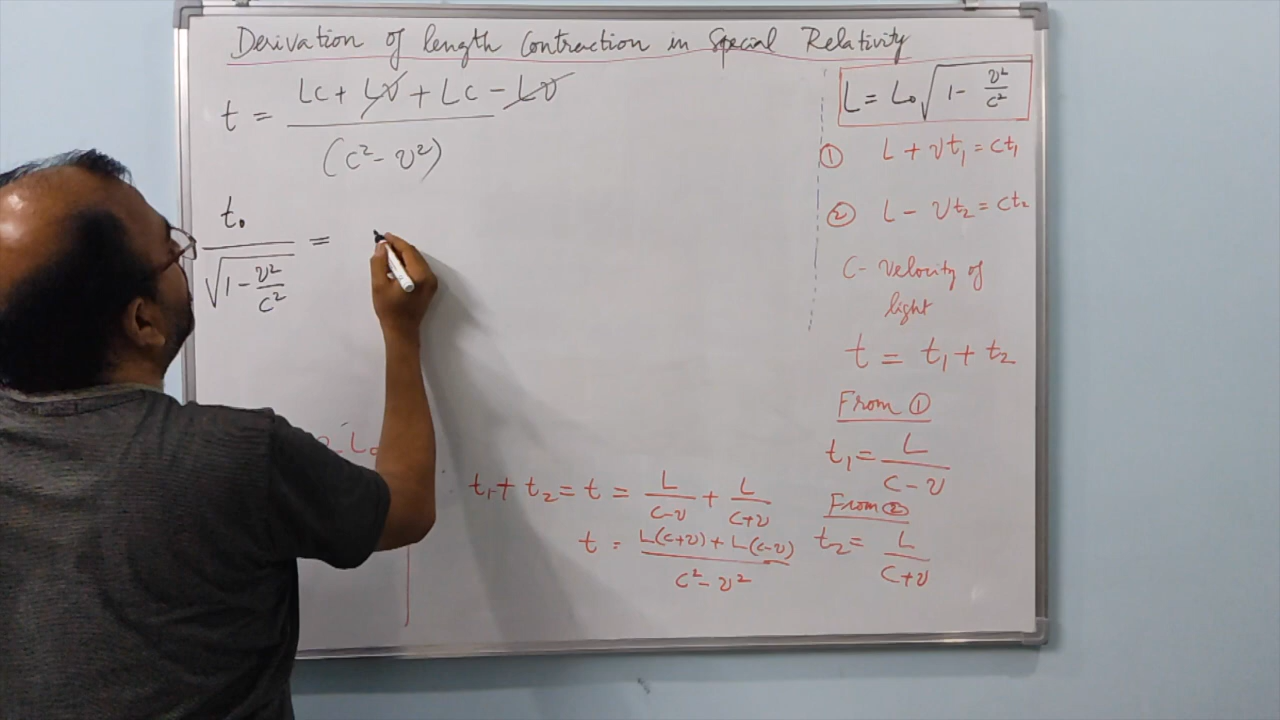 Derivation of length Contraction in Special Relativity
t = (Lc + Lv + Lc - Lv) / (c² - v²)
t₀ / √(1 - v²/c²) =
L₀
t₁ + t₂ = t = L/(c-v) + L/(c+v)
t = (L(c+v) + L(c-v)) / (c² - v²)
L = L₀ √(1 - v²/c²)
① L + vt₁ = ct₁
② L - vt₂ = ct₂
C - Velocity of
light
t = t₁ + t₂
From ①
t₁ = L/(c-v)
From ②
t₂ = L/(c+v)